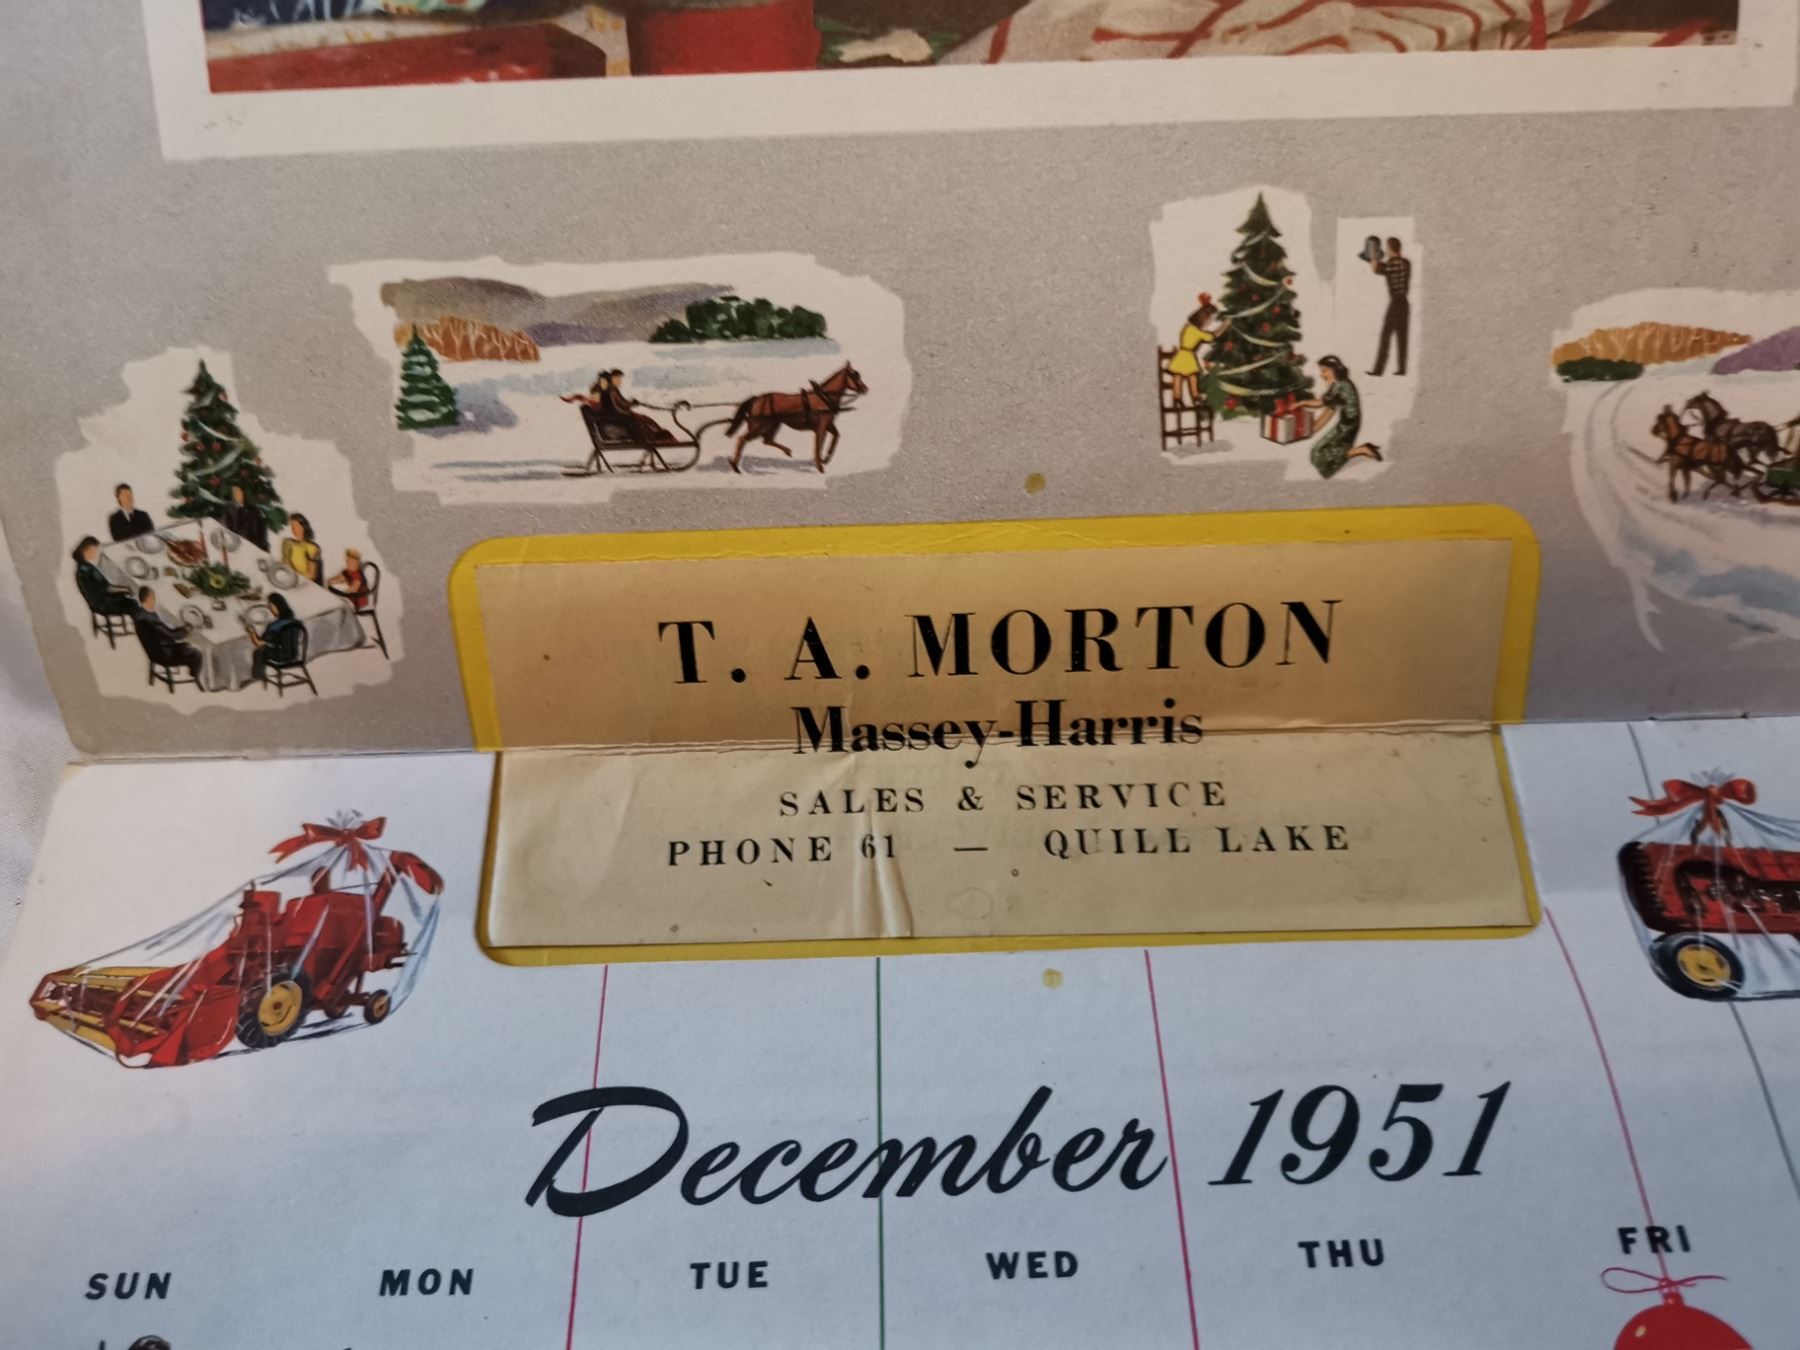 T. A. MORTON
Massey-Harris
SALES & SERVICE
PHONE 61 — QUILL LAKE
December 1951
SUN MON TUE WED THU FRI